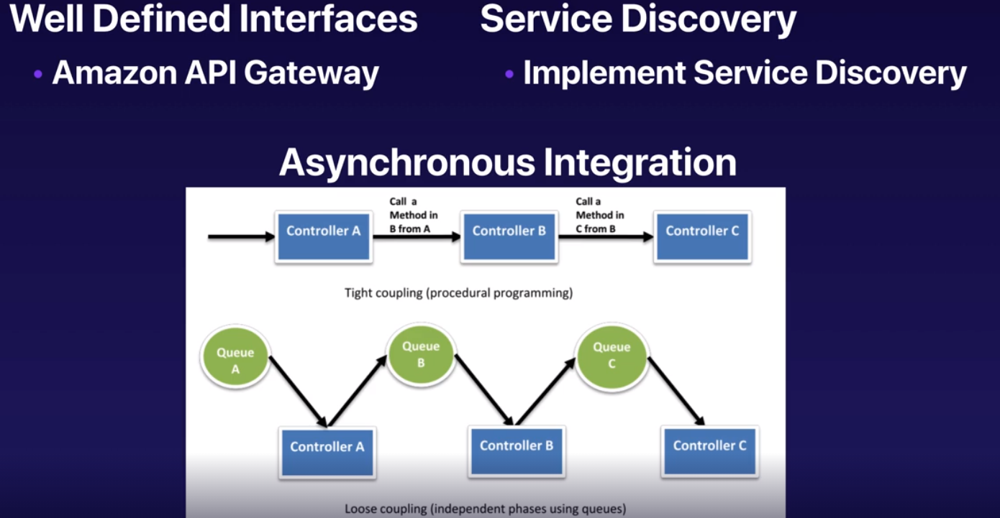 Well Defined Interfaces
• Amazon API Gateway
Service Discovery
• Implement Service Discovery
Asynchronous Integration
Call a
Method in
B from A
Call a
Method in
C from B
Controller A
Controller B
Controller C
Tight coupling (procedural programming)
Queue
A
Queue
B
Queue
C
Controller A
Controller B
Controller C
Loose coupling (independent phases using queues)